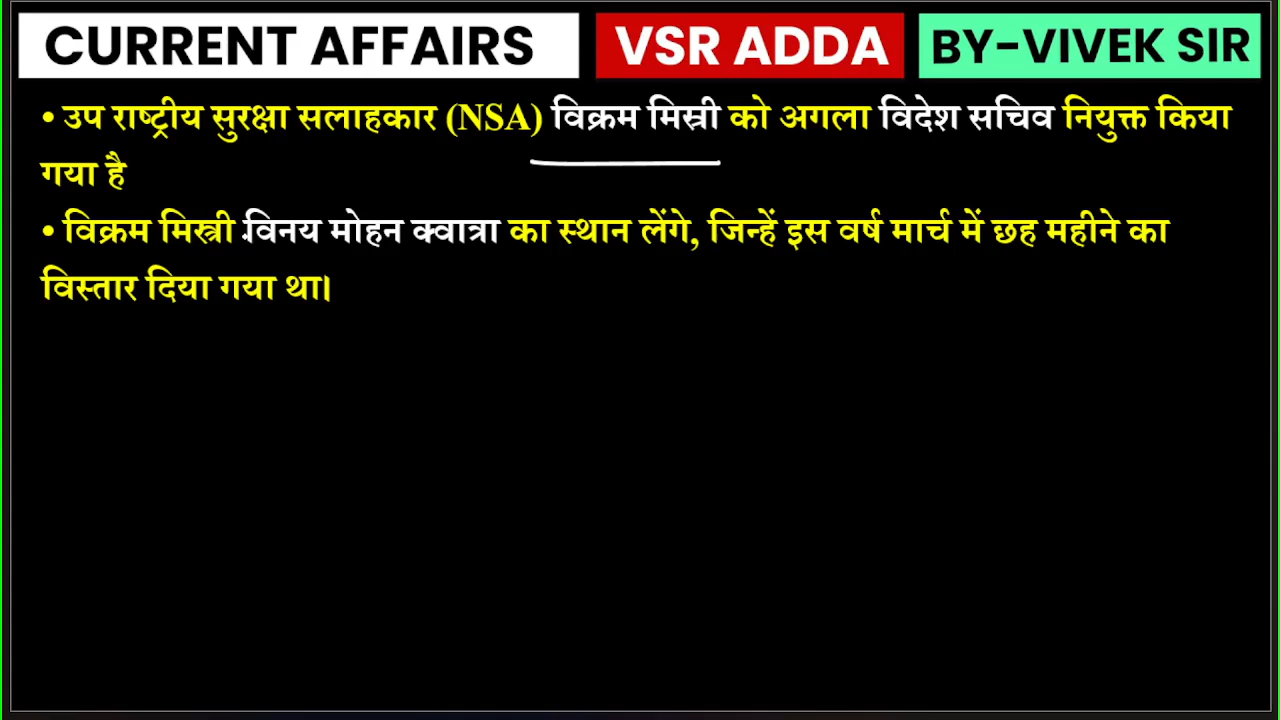 CURRENT AFFAIRS VSR ADDA BY-VIVEK SIR
• उप राष्ट्रीय सुरक्षा सलाहकार (NSA) विक्रम मिस्री को अगला विदेश सचिव नियुक्त किया
गया है
• विक्रम मिस्त्री विनय मोहन क्वात्रा का स्थान लेंगे, जिन्हें इस वर्ष मार्च में छह महीने का
विस्तार दिया गया था।